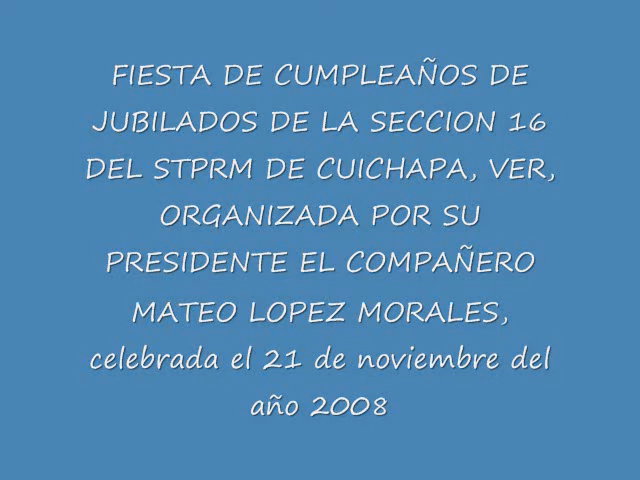 FIESTA DE CUMPLEAÑOS DE
JUBILADOS DE LA SECCION 16
DEL STPRM DE CUICHAPA, VER,
ORGANIZADA POR SU
PRESIDENTE EL COMPAÑERO
MATEO LOPEZ MORALES,
celebrada el 21 de noviembre del
año 2008